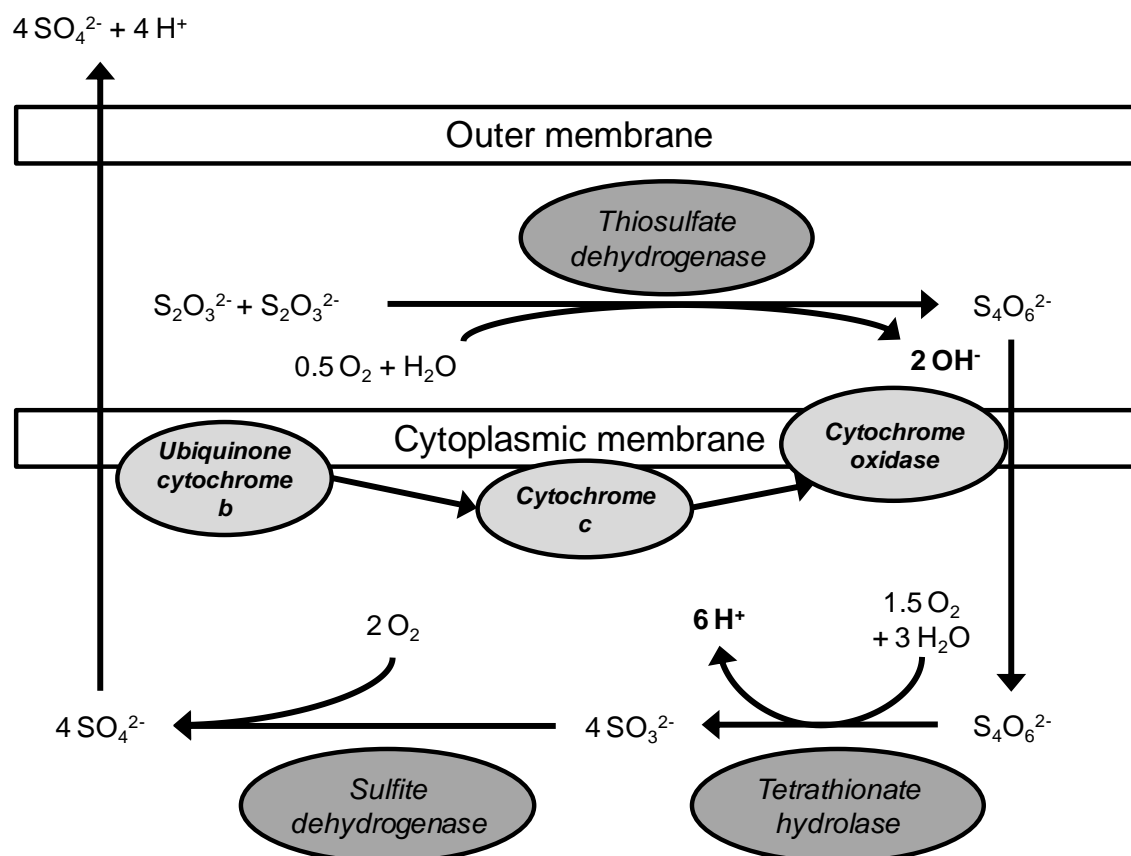 4 SO₄²⁻ + 4 H⁺
Outer membrane
Thiosulfate
dehydrogenase
S₂O₃²⁻ + S₂O₃²⁻
S₄O₆²⁻
0.5 O₂ + H₂O
2 OH⁻
Cytoplasmic membrane
Ubiquinone
cytochrome
b
Cytochrome
c
Cytochrome
oxidase
2 O₂
6 H⁺
1.5 O₂
+ 3 H₂O
4 SO₄²⁻
4 SO₃²⁻
S₄O₆²⁻
Sulfite
dehydrogenase
Tetrathionate
hydrolase